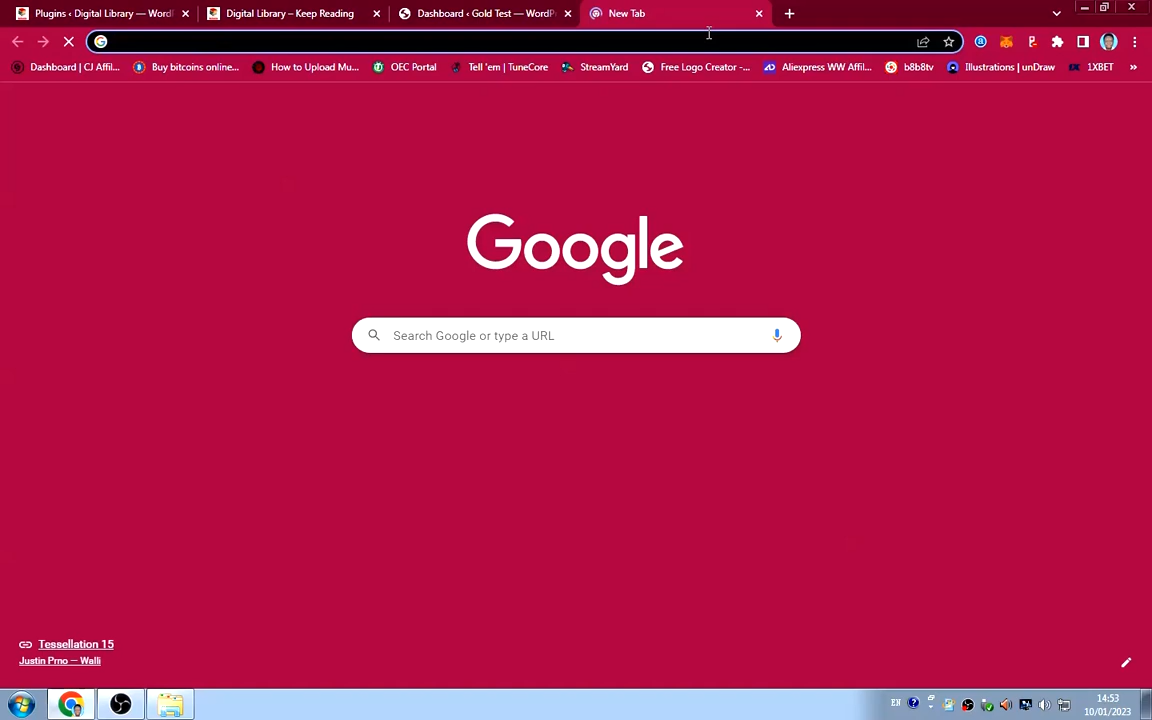 Plugins ‹ Digital Library — WordP
Digital Library – Keep Reading
Dashboard ‹ Gold Test — WordPr
New Tab
Dashboard | CJ Affil...
Buy bitcoins online...
How to Upload Mu...
OEC Portal
Tell 'em | TuneCore
StreamYard
Free Logo Creator -...
Aliexpress WW Affil...
b8b8tv
Illustrations | unDraw
1XBET
»
Google
Search Google or type a URL
Tessellation 15
Justin Prno — Walli
EN
14:53
10/01/2023